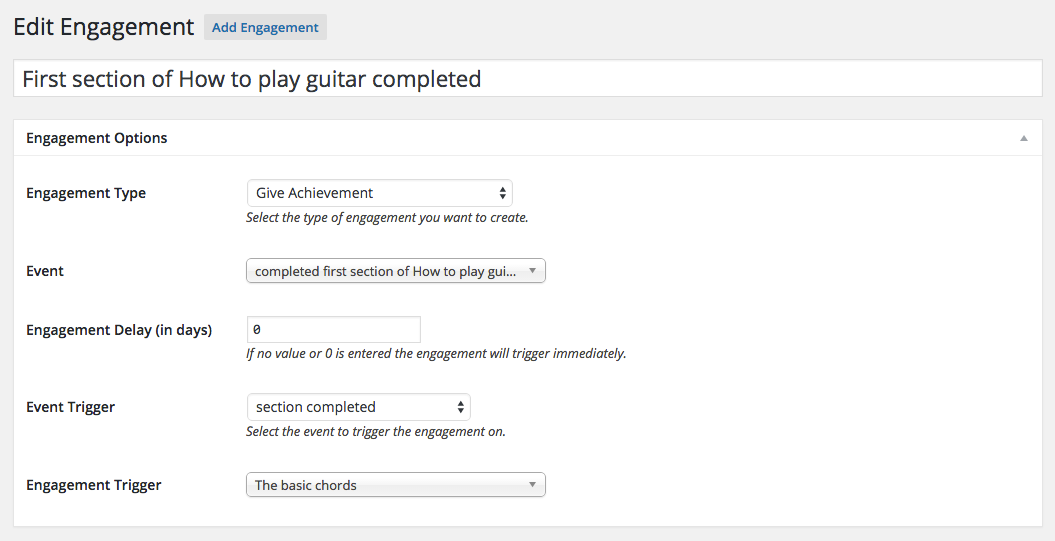 Edit Engagement Add Engagement
First section of How to play guitar completed
Engagement Options
Engagement Type Give Achievement
Select the type of engagement you want to create.
Event completed first section of How to play gui...
Engagement Delay (in days) 0
If no value or 0 is entered the engagement will trigger immediately.
Event Trigger section completed
Select the event to trigger the engagement on.
Engagement Trigger The basic chords